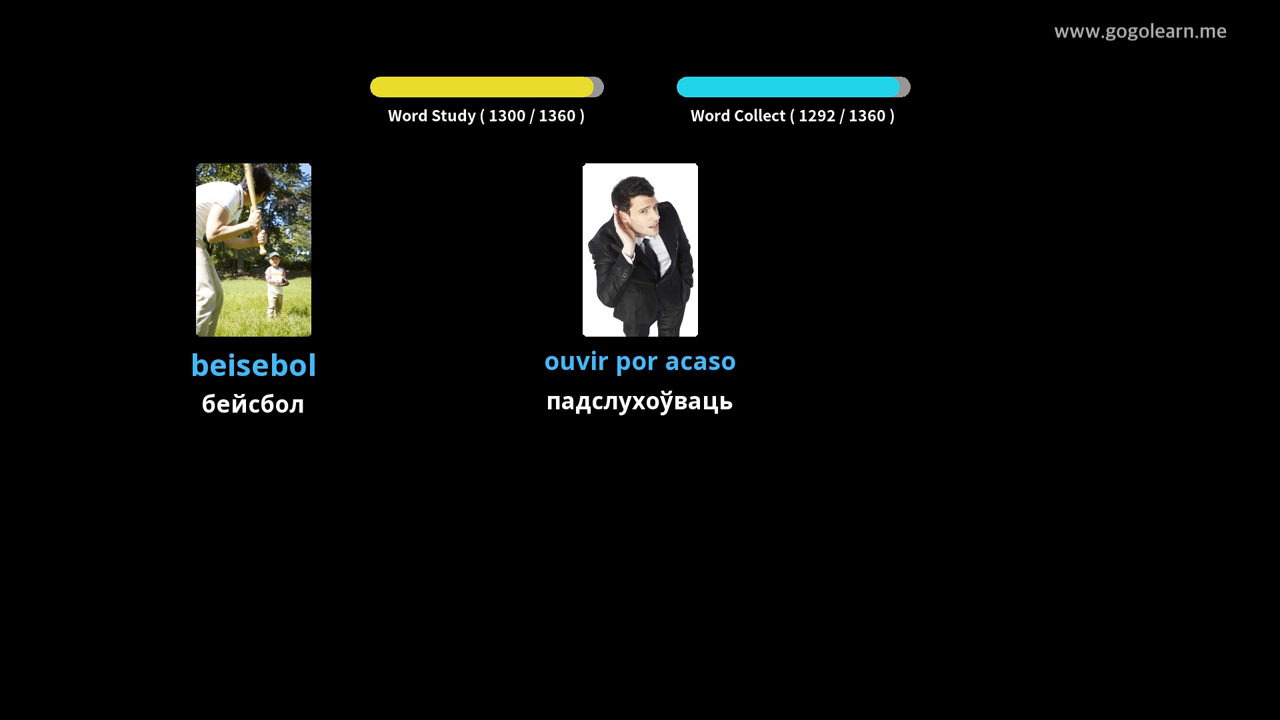 www.gogolearn.me
Word Study ( 1300 / 1360 )
Word Collect ( 1292 / 1360 )
beisebol
бейсбол
ouvir por acaso
падслухоўваць